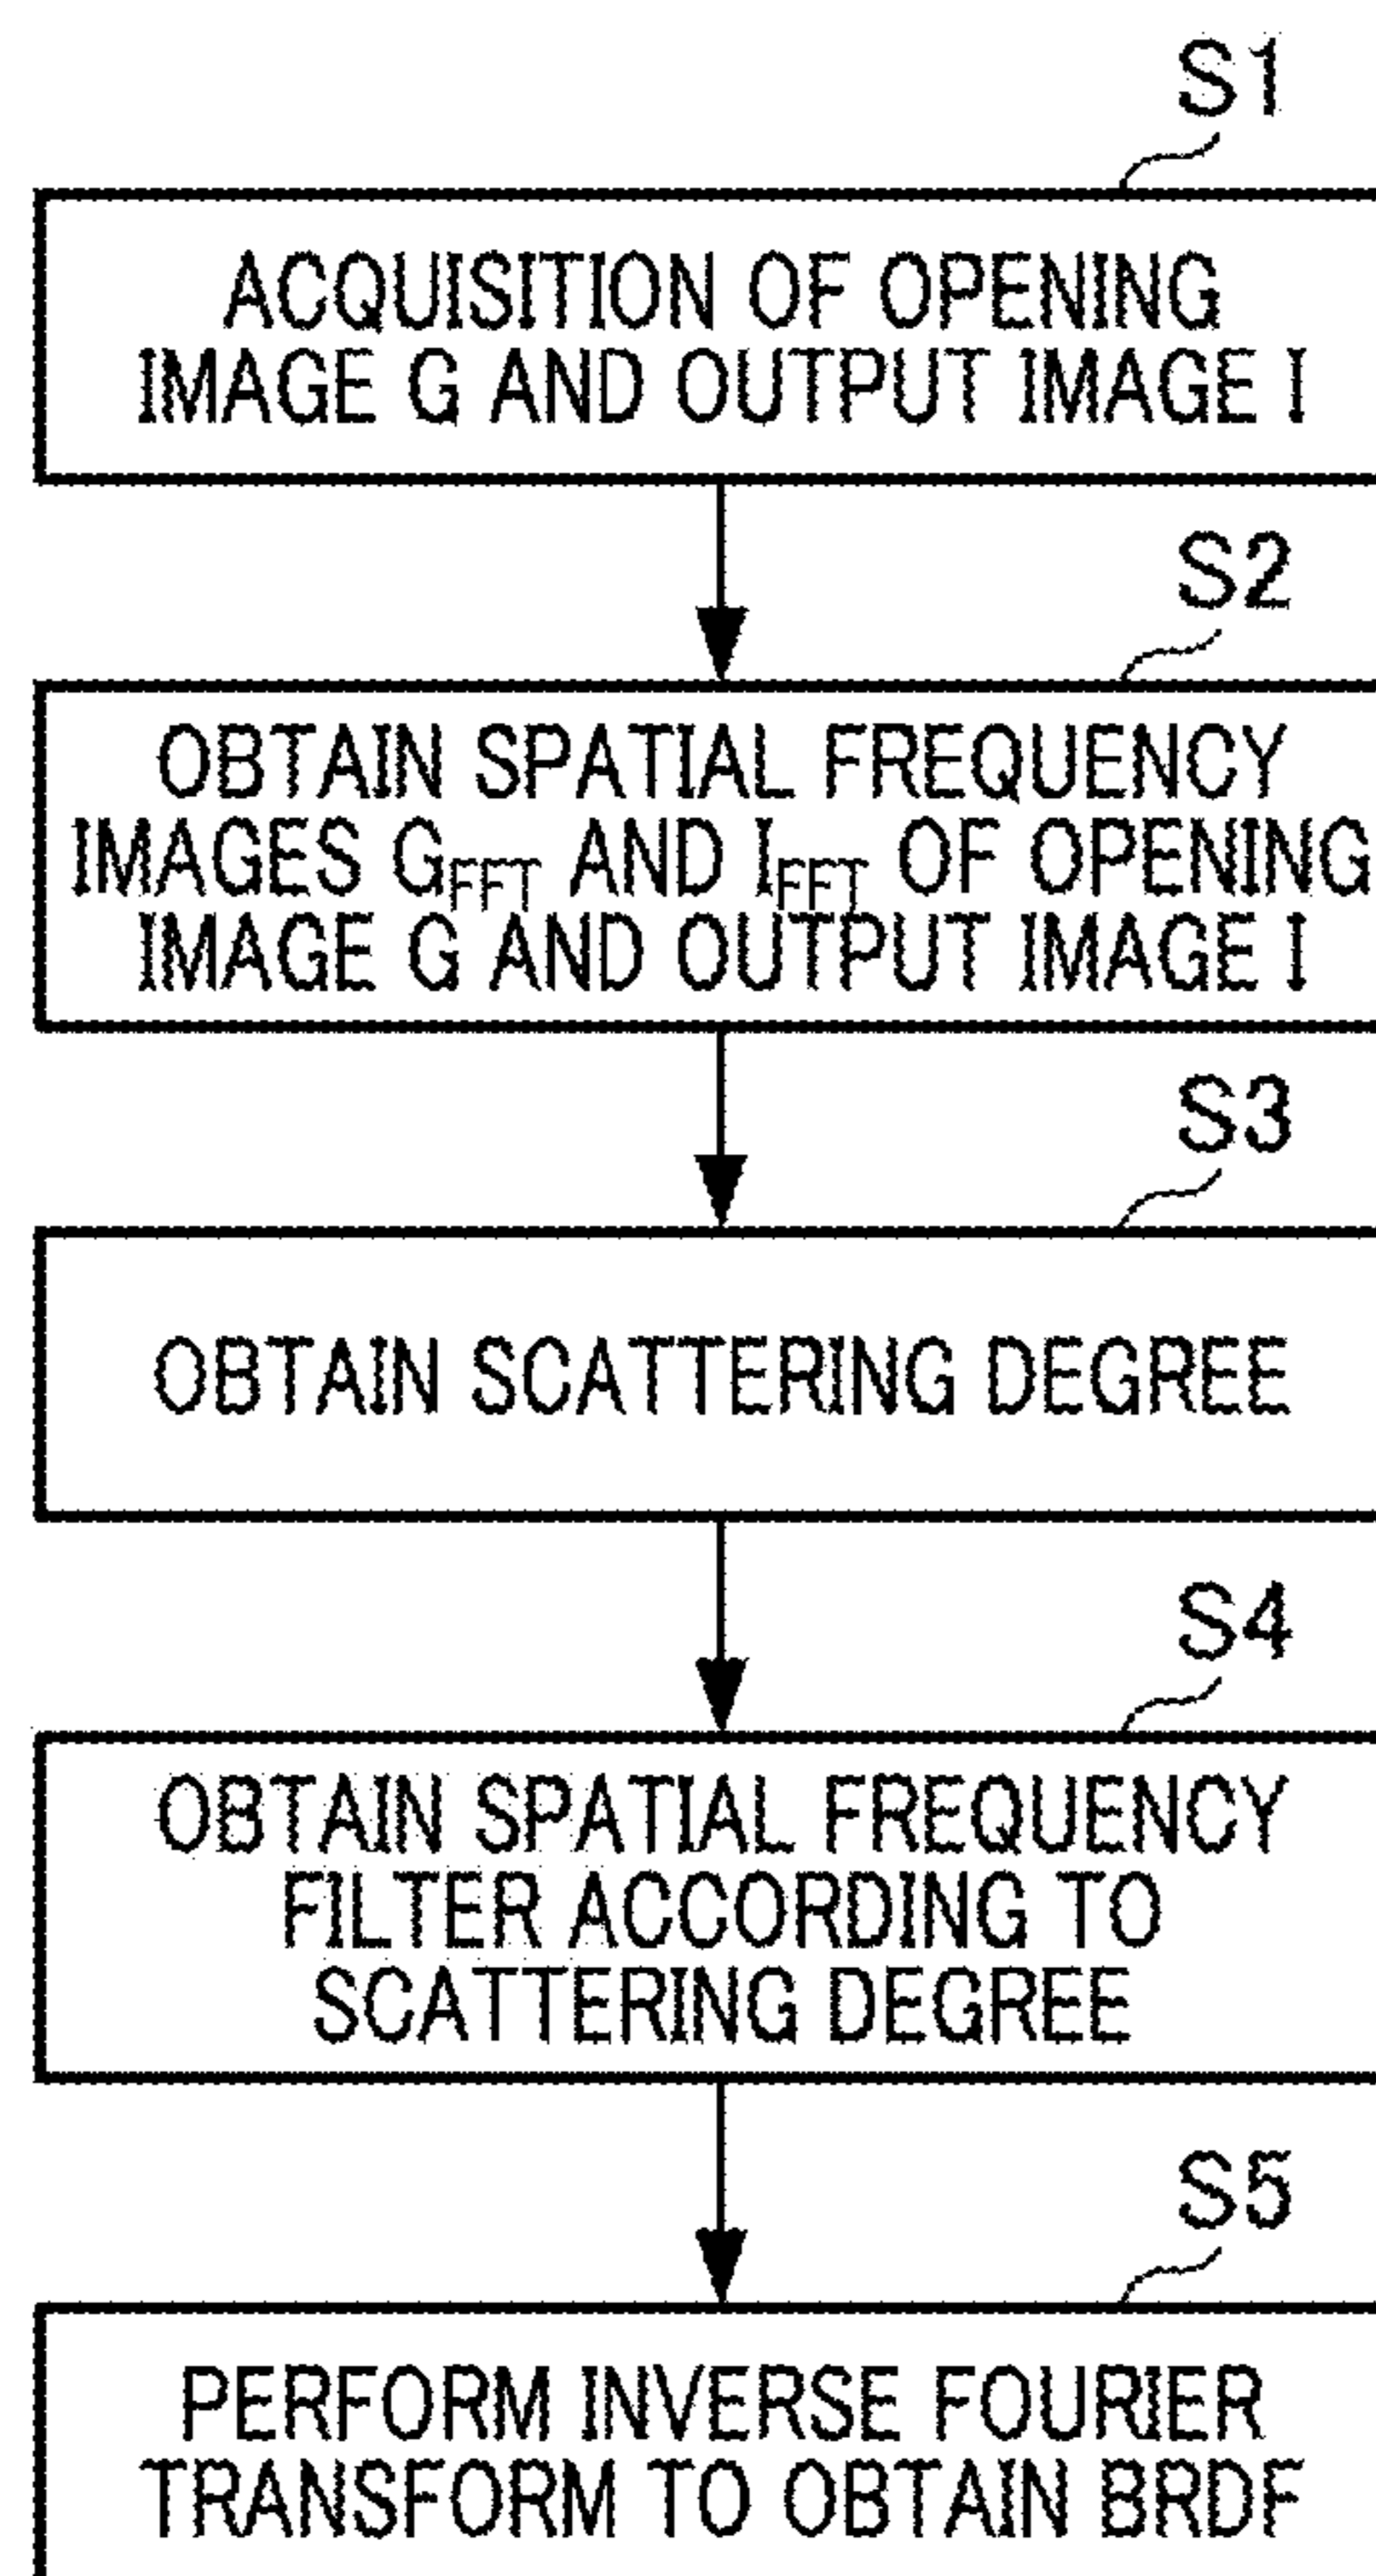 S1
ACQUISITION OF OPENING
IMAGE G AND OUTPUT IMAGE I
S2
OBTAIN SPATIAL FREQUENCY
IMAGES G_FFT AND I_FFT OF OPENING
IMAGE G AND OUTPUT IMAGE I
S3
OBTAIN SCATTERING DEGREE
S4
OBTAIN SPATIAL FREQUENCY
FILTER ACCORDING TO
SCATTERING DEGREE
S5
PERFORM INVERSE FOURIER
TRANSFORM TO OBTAIN BRDF